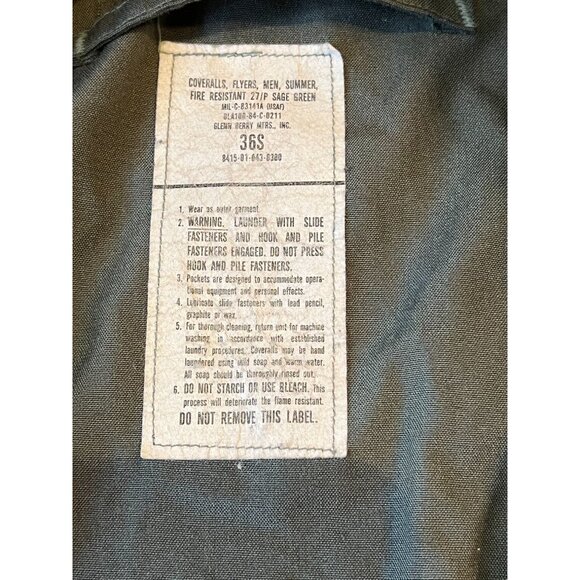 COVERALLS, FLYERS, MEN, SUMMER,
FIRE RESISTANT 27/P SAGE GREEN
MIL-C-83141A (USAF)
DLA100-84-C-0211
GLENN BERRY MFRS., INC.
36S
8415-01-043-8380
1. Wear as outer garment.
2. WARNING. LAUNDER WITH SLIDE
FASTENERS AND HOOK AND PILE
FASTENERS ENGAGED. DO NOT PRESS
HOOK AND PILE FASTENERS.
3. Pockets are designed to accommodate opera-
tional equipment and personal effects.
4. Lubricate slide fasteners with lead pencil,
graphite or wax.
5. For thorough cleaning, return unit for machine
washing in accordance with established
laundry procedures. Coveralls may be hand
laundered using mild soap and warm water.
All soap should be thoroughly rinsed out.
6. DO NOT STARCH OR USE BLEACH. This
process will deteriorate the flame resistant.
DO NOT REMOVE THIS LABEL.